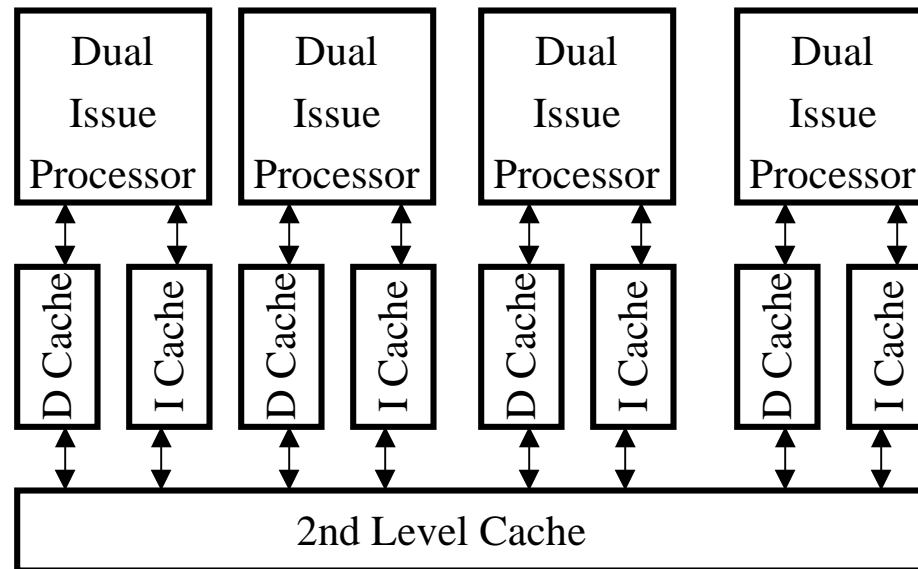 Dual
Issue
Processor
Dual
Issue
Processor
Dual
Issue
Processor
Dual
Issue
Processor
D Cache
I Cache
D Cache
I Cache
D Cache
I Cache
D Cache
I Cache
2nd Level Cache